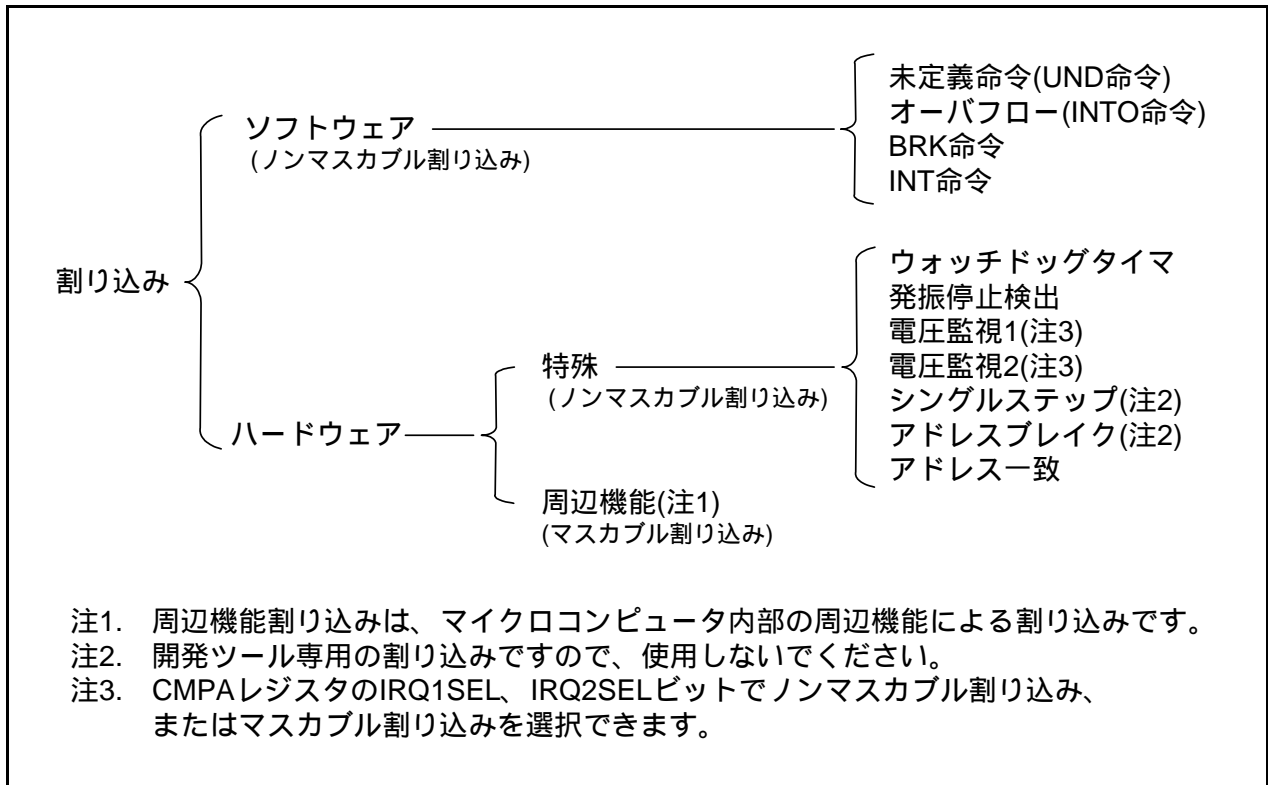 未定義命令(UND命令)
オーバフロー(INTO命令)
BRK命令
INT命令
ソフトウェア
(ノンマスカブル割り込み)
割り込み
ウォッチドッグタイマ
発振停止検出
電圧監視1(注3)
電圧監視2(注3)
シングルステップ(注2)
アドレスブレイク(注2)
アドレス一致
特殊
(ノンマスカブル割り込み)
ハードウェア
周辺機能(注1)
(マスカブル割り込み)
注1. 周辺機能割り込みは、マイクロコンピュータ内部の周辺機能による割り込みです。
注2. 開発ツール専用の割り込みですので、使用しないでください。
注3. CMPAレジスタのIRQ1SEL、IRQ2SELビットでノンマスカブル割り込み、
またはマスカブル割り込みを選択できます。